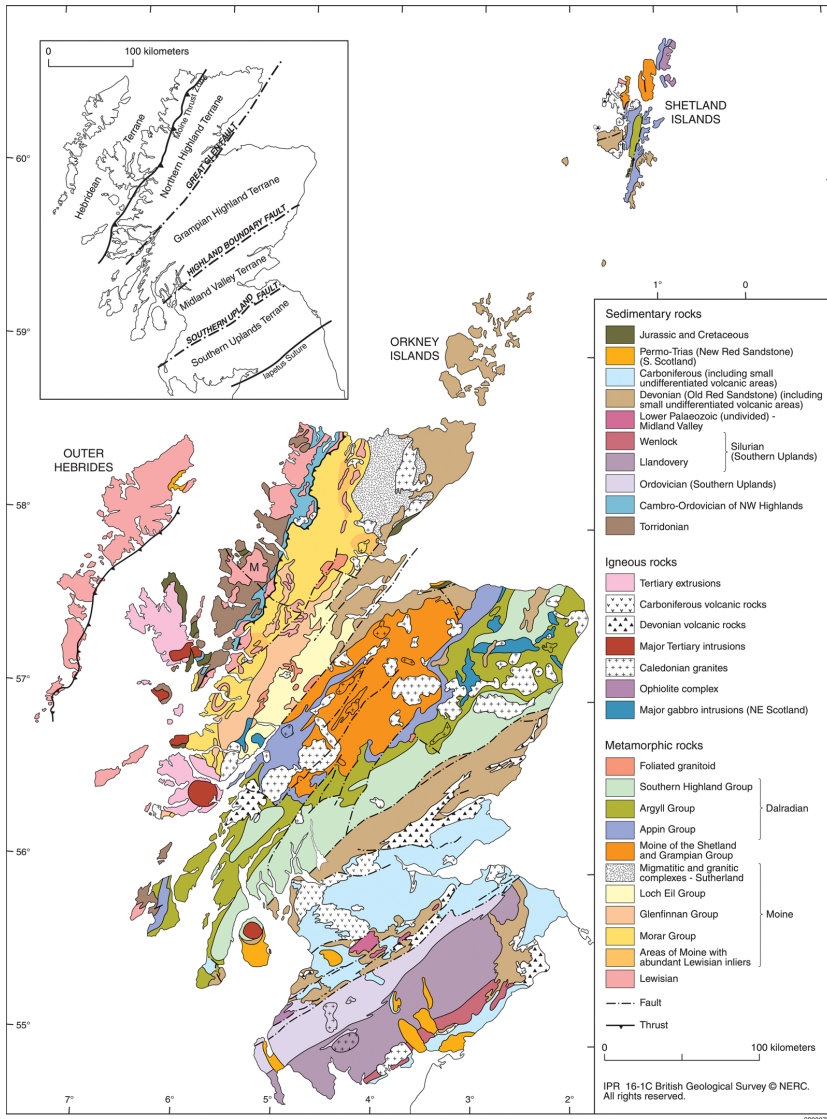 0 100 kilometers
Hebridean Terrane
Moine Thrust Zone
Northern Highland Terrane
GREAT GLEN FAULT
Grampian Highland Terrane
HIGHLAND BOUNDARY FAULT
Midland Valley Terrane
SOUTHERN UPLAND FAULT
Southern Uplands Terrane
Iapetus Suture
SHETLAND
ISLANDS
60°
59°
58°
57°
56°
55°
1° 0
ORKNEY
ISLANDS
OUTER
HEBRIDES
M
Sedimentary rocks
Jurassic and Cretaceous
Permo-Trias (New Red Sandstone)
(S. Scotland)
Carboniferous (including small
undifferentiated volcanic areas)
Devonian (Old Red Sandstone) (including
small undifferentiated volcanic areas)
Lower Palaeozoic (undivided) -
Midland Valley
Wenlock
Llandovery
Silurian
(Southern Uplands)
Ordovician (Southern Uplands)
Cambro-Ordovician of NW Highlands
Torridonian
Igneous rocks
Tertiary extrusions
Carboniferous volcanic rocks
Devonian volcanic rocks
Major Tertiary intrusions
Caledonian granites
Ophiolite complex
Major gabbro intrusions (NE Scotland)
Metamorphic rocks
Foliated granitoid
Southern Highland Group
Argyll Group
Appin Group
Dalradian
Moine of the Shetland
and Grampian Group
Migmatitic and granitic
complexes - Sutherland
Loch Eil Group
Glenfinnan Group
Morar Group
Areas of Moine with
abundant Lewisian inliers
Moine
Lewisian
Fault
Thrust
0 100 kilometers
IPR 16-1C British Geological Survey © NERC.
All rights reserved.
7° 6° 5° 4° 3° 2°